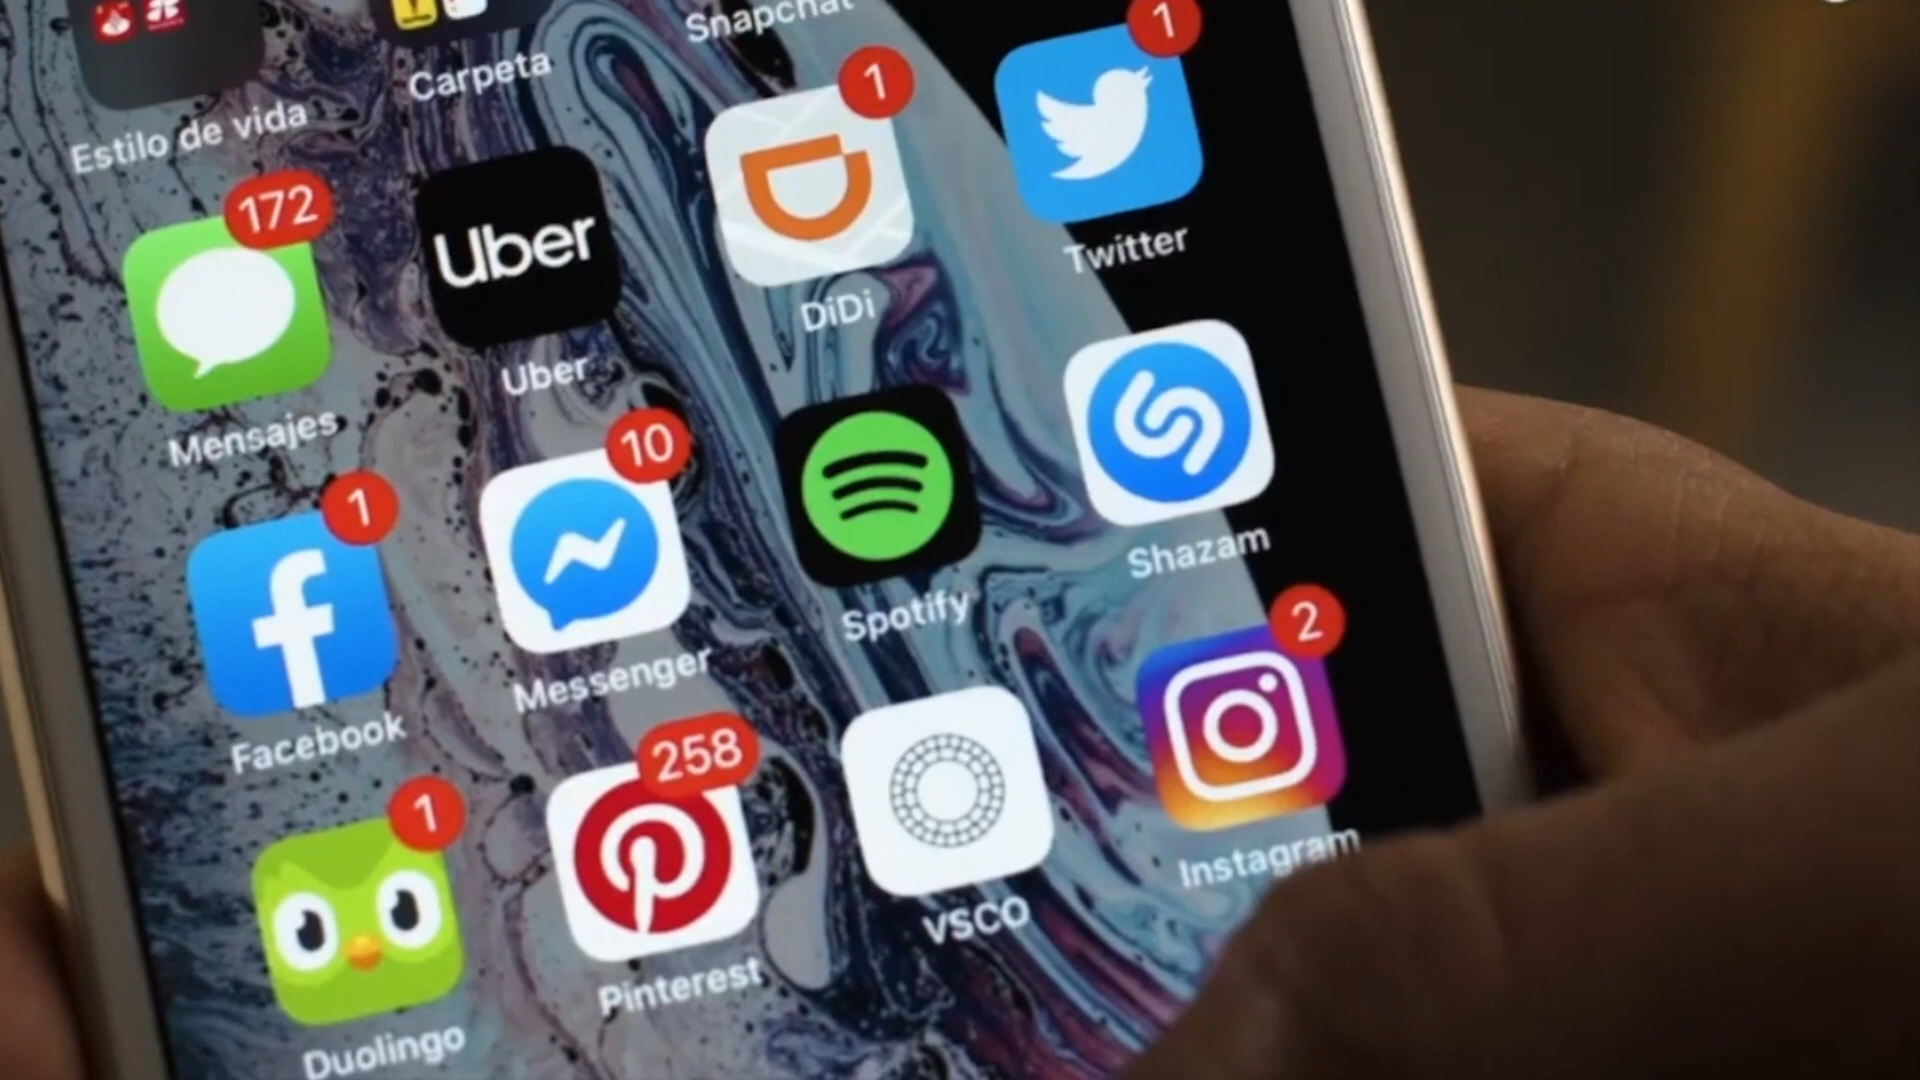 Estilo de vida
Carpeta
Snapchat
1
1
172
Uber
Mensajes
Uber
DiDi
Twitter
1
10
Facebook
Messenger
Spotify
Shazam
1
258
2
Duolingo
Pinterest
VSCO
Instagram